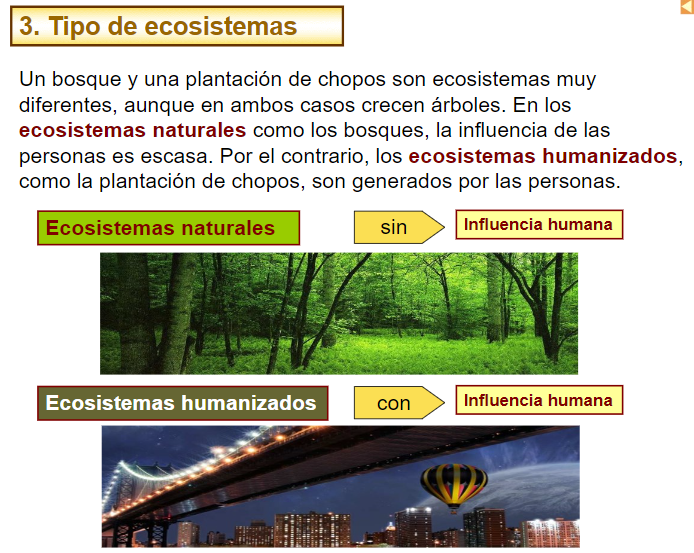 3. Tipo de ecosistemas
Un bosque y una plantación de chopos son ecosistemas muy
diferentes, aunque en ambos casos crecen árboles. En los
ecosistemas naturales como los bosques, la influencia de las
personas es escasa. Por el contrario, los ecosistemas humanizados,
como la plantación de chopos, son generados por las personas.
Ecosistemas naturales
sin
Influencia humana
Ecosistemas humanizados
con
Influencia humana